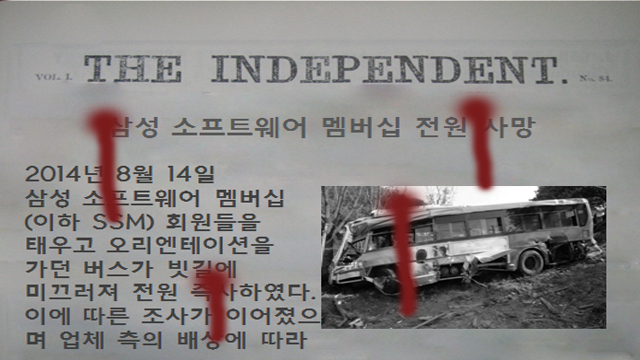 VOL. I. THE INDEPENDENT. No. 84.
삼성 소프트웨어 멤버십 전원 사망
2014년 8월 14일
삼성 소프트웨어 멤버십
(이하 SSM) 회원들을
태우고 오리엔테이션을
가던 버스가 빗길에
미끄러져 전원 즉사하였다.
이에 따른 조사가 이어졌으
며 업체 측의 배상에 따라